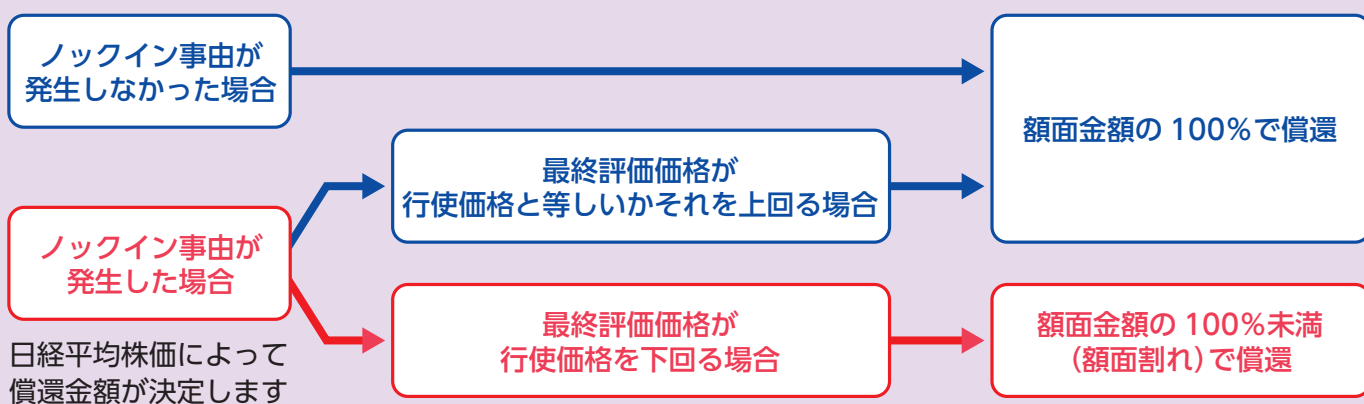 ノックイン事由が
発生しなかった場合
額面金額の 100%で償還
最終評価価格が
行使価格と等しいかそれを上回る場合
ノックイン事由が
発生した場合
最終評価価格が
行使価格を下回る場合
額面金額の 100%未満
(額面割れ)で償還
日経平均株価によって
償還金額が決定します